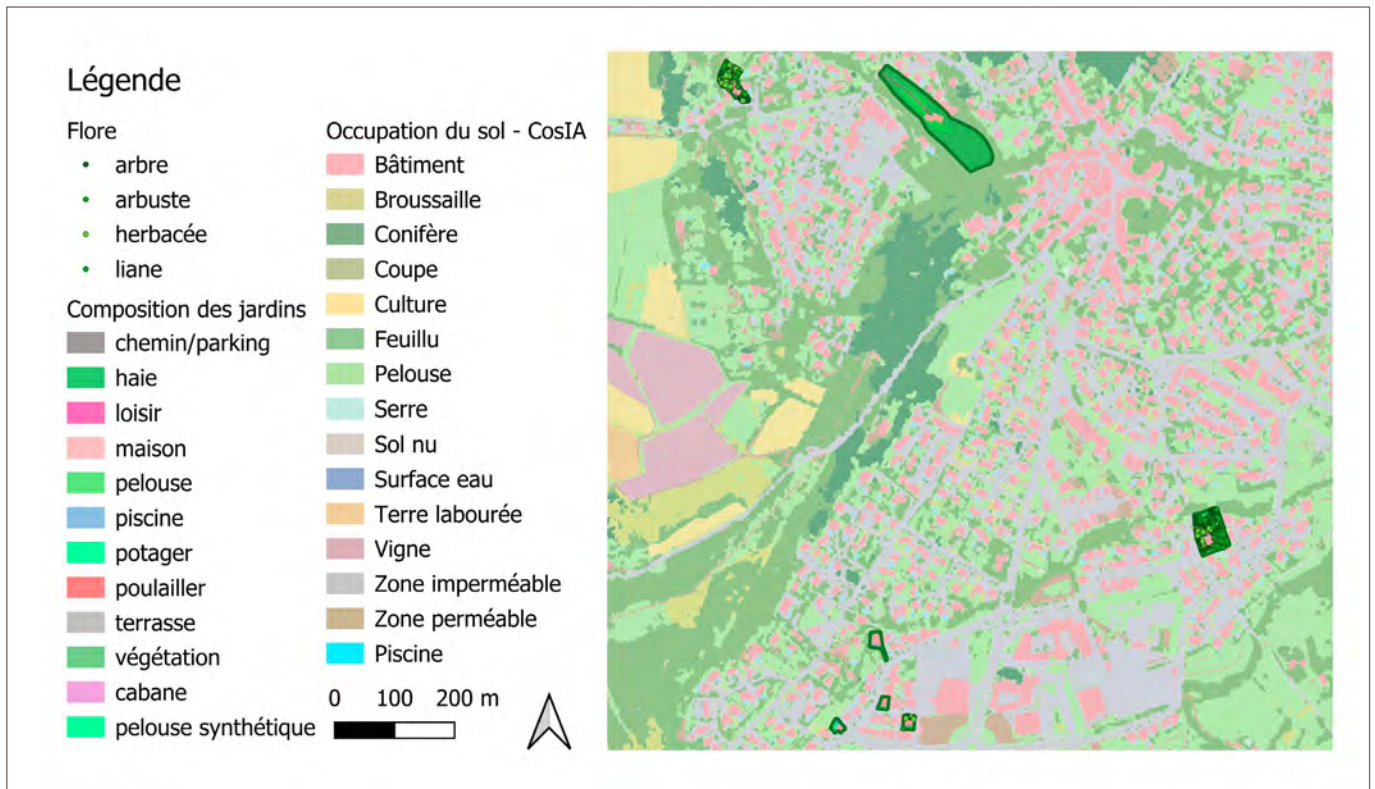 Légende
Flore
arbre
arbuste
herbacée
liane
Composition des jardins
chemin/parking
haie
loisir
maison
pelouse
piscine
potager
poulailler
terrasse
végétation
cabane
pelouse synthétique
Occupation du sol - CosIA
Bâtiment
Broussaille
Conifère
Coupe
Culture
Feuillu
Pelouse
Serre
Sol nu
Surface eau
Terre labourée
Vigne
Zone imperméable
Zone perméable
Piscine
0 100 200 m